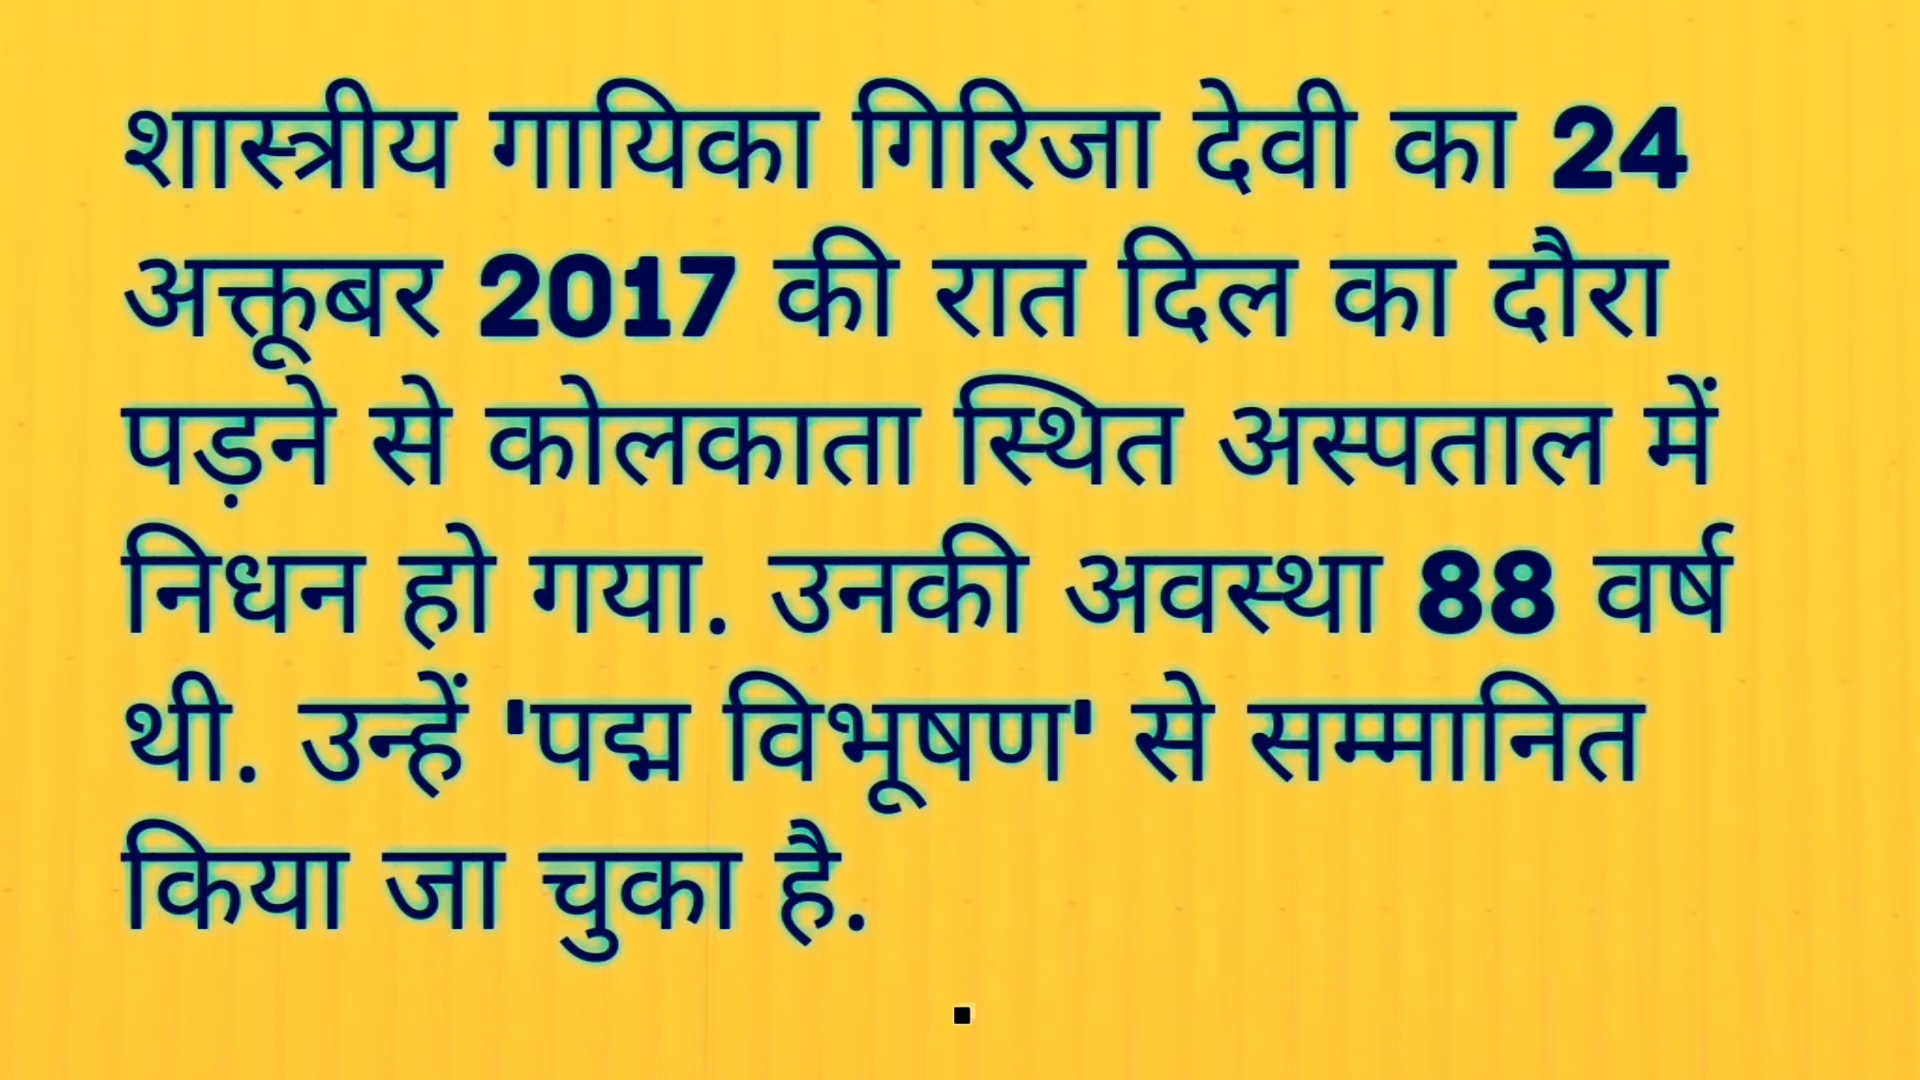 शास्त्रीय गायिका गिरिजा देवी का 24
अक्तूबर 2017 की रात दिल का दौरा
पड़ने से कोलकाता स्थित अस्पताल में
निधन हो गया. उनकी अवस्था 88 वर्ष
थी. उन्हें 'पद्म विभूषण' से सम्मानित
किया जा चुका है.
.